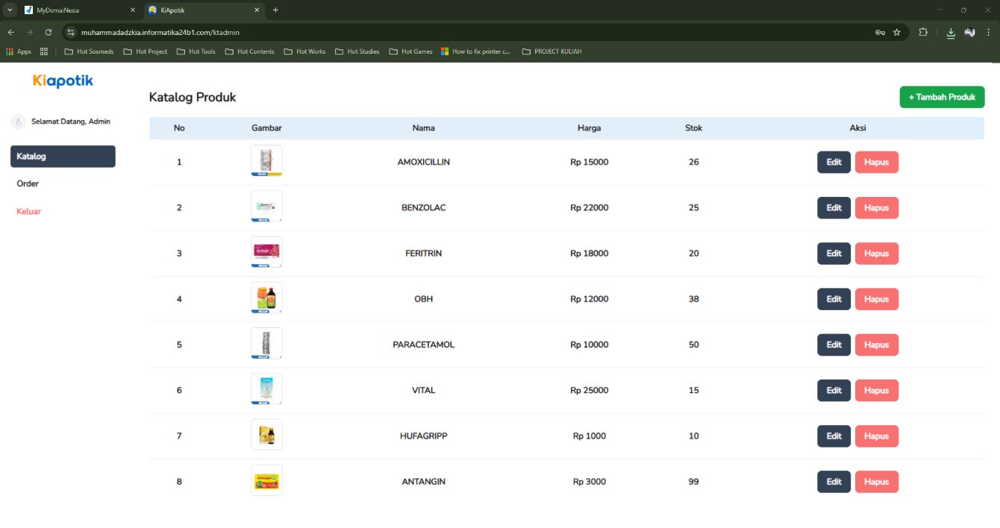 MyDomaiNesia
KiApotik
muhammadadzkia.informatika24b1.com/ktadmin
Apps Hot Sosmeds Hot Project Hot Tools Hot Contents Hot Works Hot Studies Hot Games How to fix printer c... PROJECT KULIAH
Kiapotik
Selamat Datang, Admin
Katalog
Order
Keluar
Katalog Produk
+ Tambah Produk
No Gambar Nama Harga Stok Aksi
1 AMOXICILLIN Rp 15000 26 Edit Hapus
2 BENZOLAC Rp 22000 25 Edit Hapus
3 FERITRIN Rp 18000 20 Edit Hapus
4 OBH Rp 12000 38 Edit Hapus
5 PARACETAMOL Rp 10000 50 Edit Hapus
6 VITAL Rp 25000 15 Edit Hapus
7 HUFAGRIPP Rp 1000 10 Edit Hapus
8 ANTANGIN Rp 3000 99 Edit Hapus